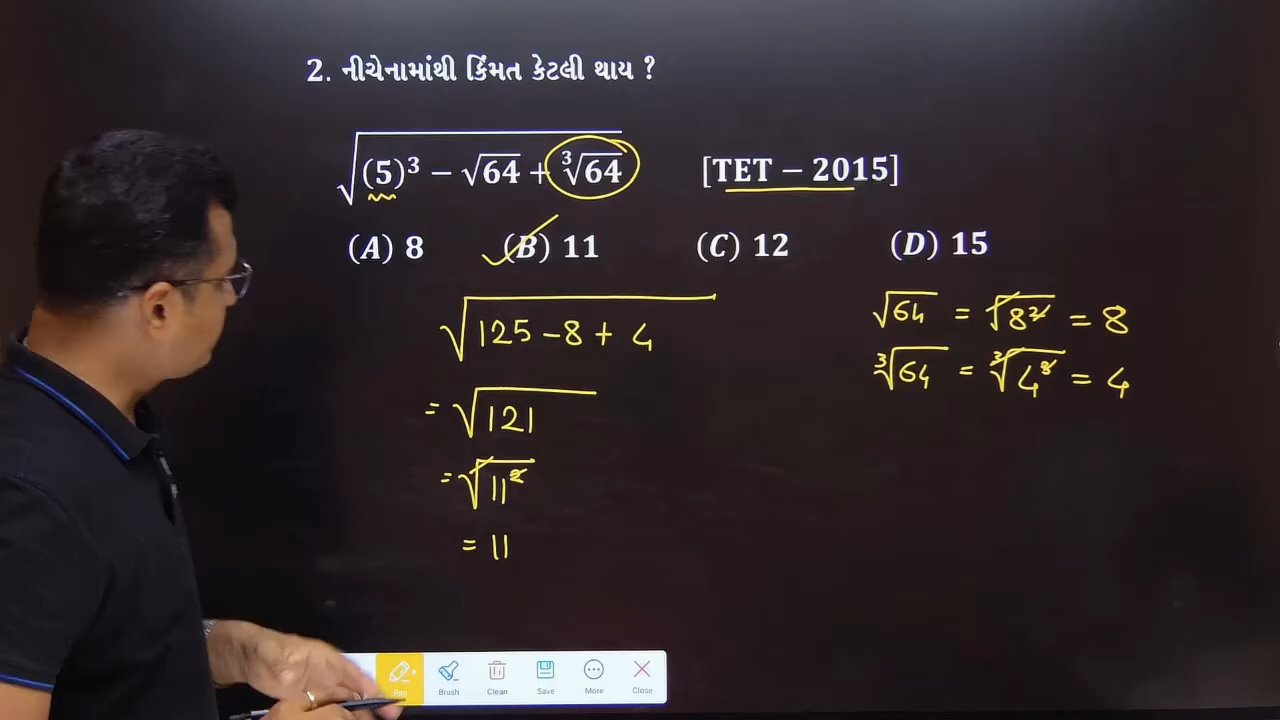 2. નીચેનામાંથી કિંમત કેટલી થાય ?
√((5)³ − √64 + ∛64) [TET − 2015]
(A) 8 (B) 11 (C) 12 (D) 15
√(125 − 8 + 4)
= √121
= √11²
= 11
√64 = √8² = 8
∛64 = ∛4³ = 4
Pen Brush Clean Save More Close